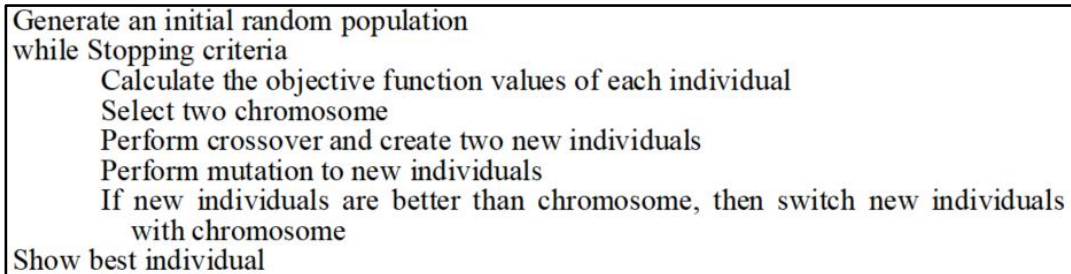 Generate an initial random population
while Stopping criteria
Calculate the objective function values of each individual
Select two chromosome
Perform crossover and create two new individuals
Perform mutation to new individuals
If new individuals are better than chromosome, then switch new individuals
with chromosome
Show best individual